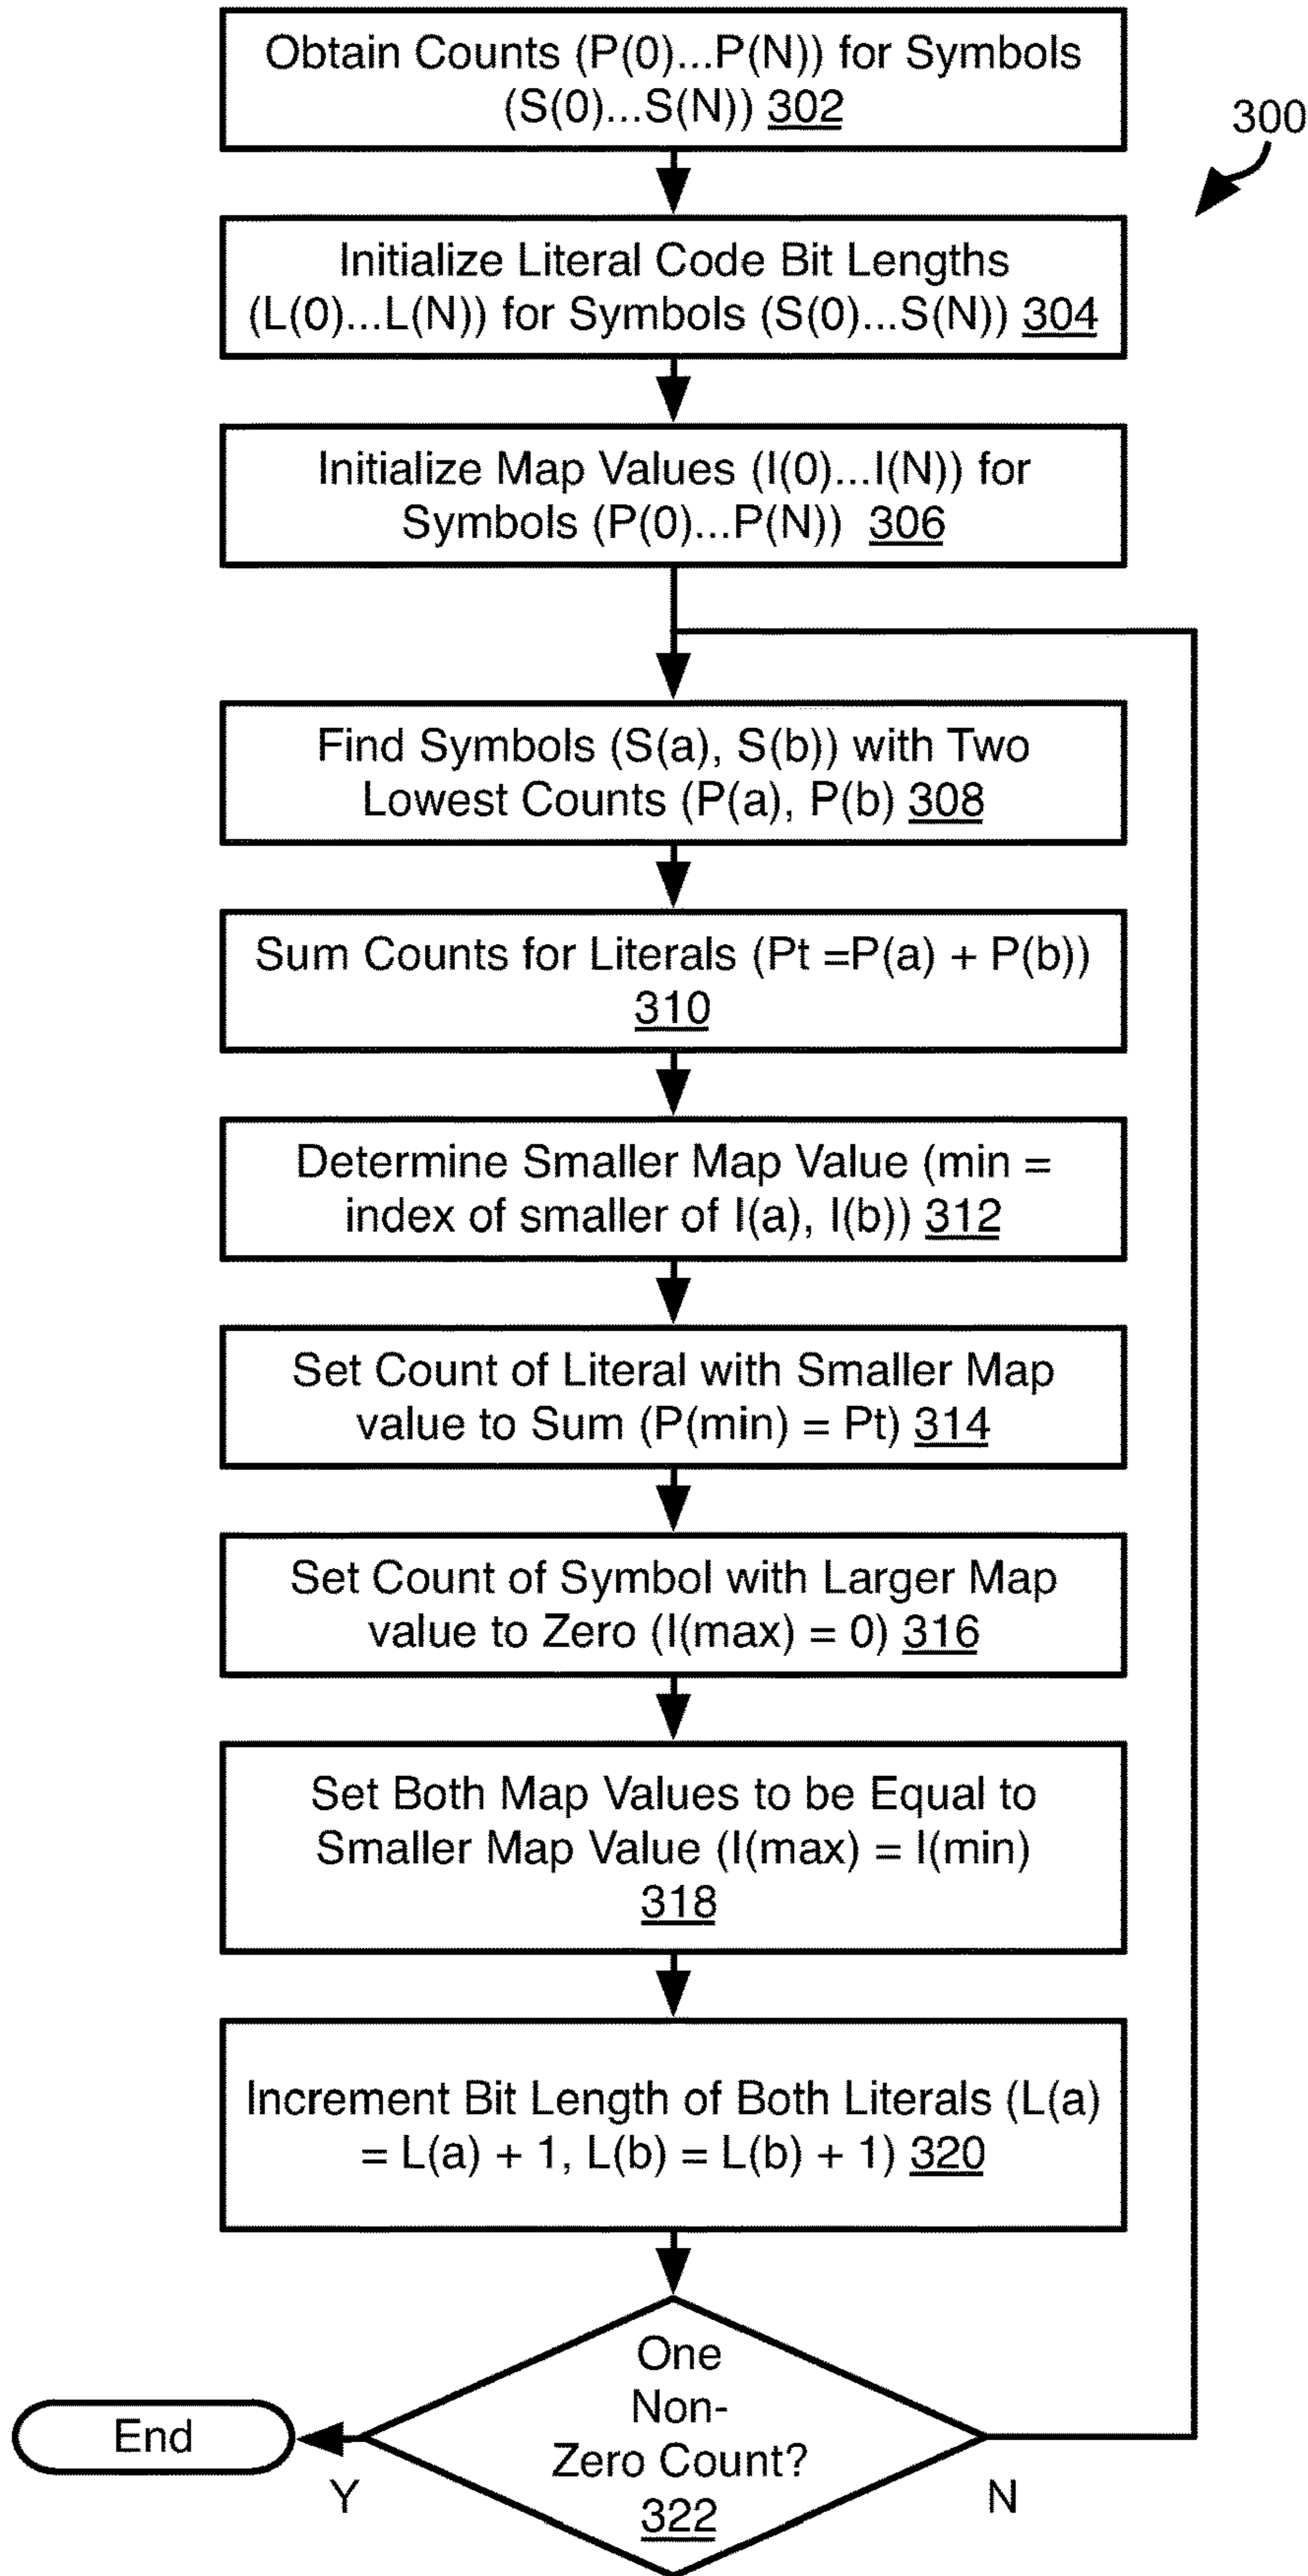 Obtain Counts (P(0)...P(N)) for Symbols
(S(0)...S(N)) 302
300
Initialize Literal Code Bit Lengths
(L(0)...L(N)) for Symbols (S(0)...S(N)) 304
Initialize Map Values (I(0)...I(N)) for
Symbols (P(0)...P(N)) 306
Find Symbols (S(a), S(b)) with Two
Lowest Counts (P(a), P(b) 308
Sum Counts for Literals (Pt =P(a) + P(b))
310
Determine Smaller Map Value (min =
index of smaller of I(a), I(b)) 312
Set Count of Literal with Smaller Map
value to Sum (P(min) = Pt) 314
Set Count of Symbol with Larger Map
value to Zero (I(max) = 0) 316
Set Both Map Values to be Equal to
Smaller Map Value (I(max) = I(min)
318
Increment Bit Length of Both Literals (L(a)
= L(a) + 1, L(b) = L(b) + 1) 320
One
Non-
Zero Count?
322
End
Y
N